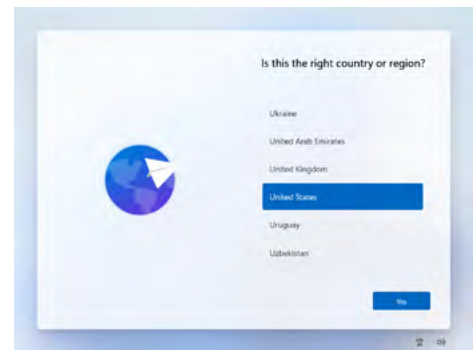 Is this the right country or region?
Ukraine
United Arab Emirates
United Kingdom
United States
Uruguay
Uzbekistan
Yes